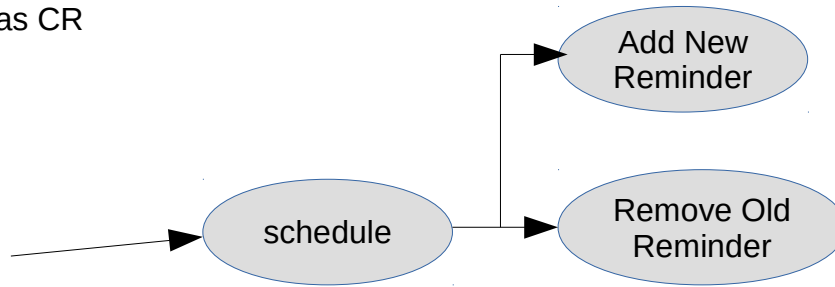 as CR
Add New
Reminder
schedule
Remove Old
Reminder